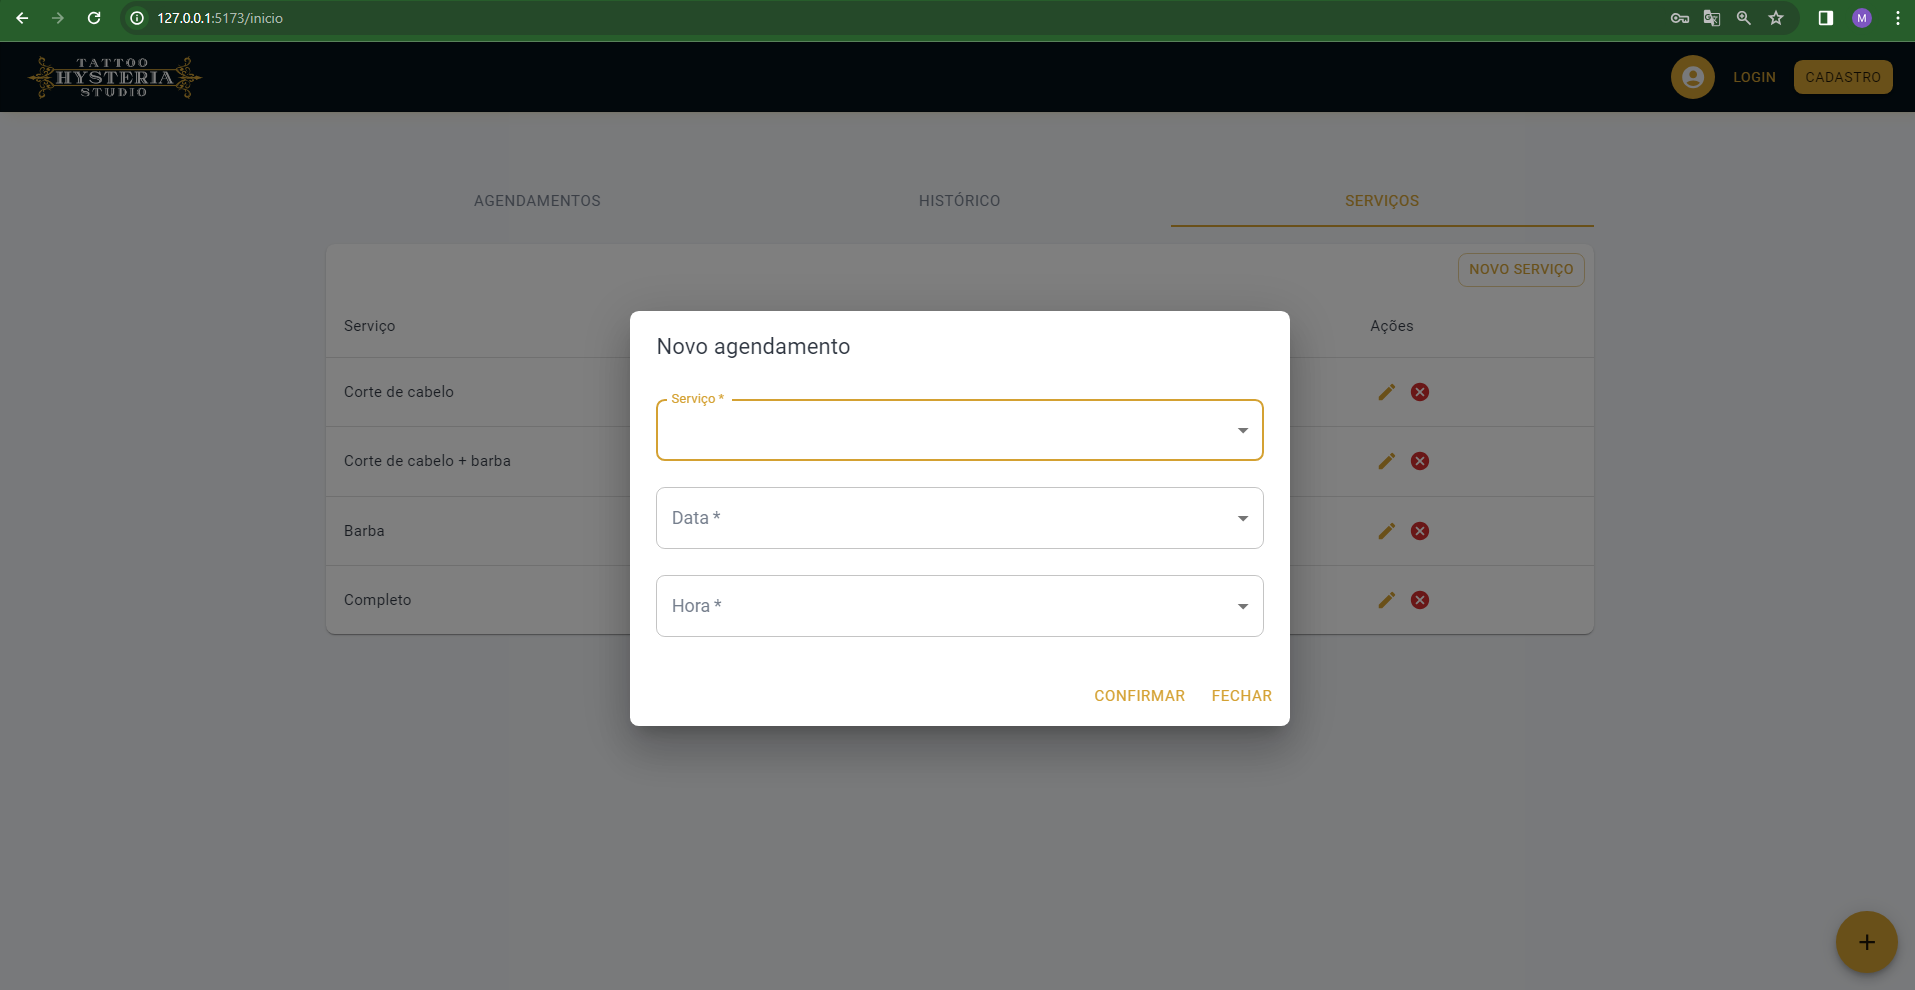 127.0.0.1:5173/inicio
M
TATTOO
HYSTERIA
STUDIO
LOGIN
CADASTRO
AGENDAMENTOS
HISTÓRICO
SERVIÇOS
NOVO SERVIÇO
Serviço
Ações
Corte de cabelo
Corte de cabelo + barba
Barba
Completo
Novo agendamento
Serviço *
Data *
Hora *
CONFIRMAR
FECHAR
+